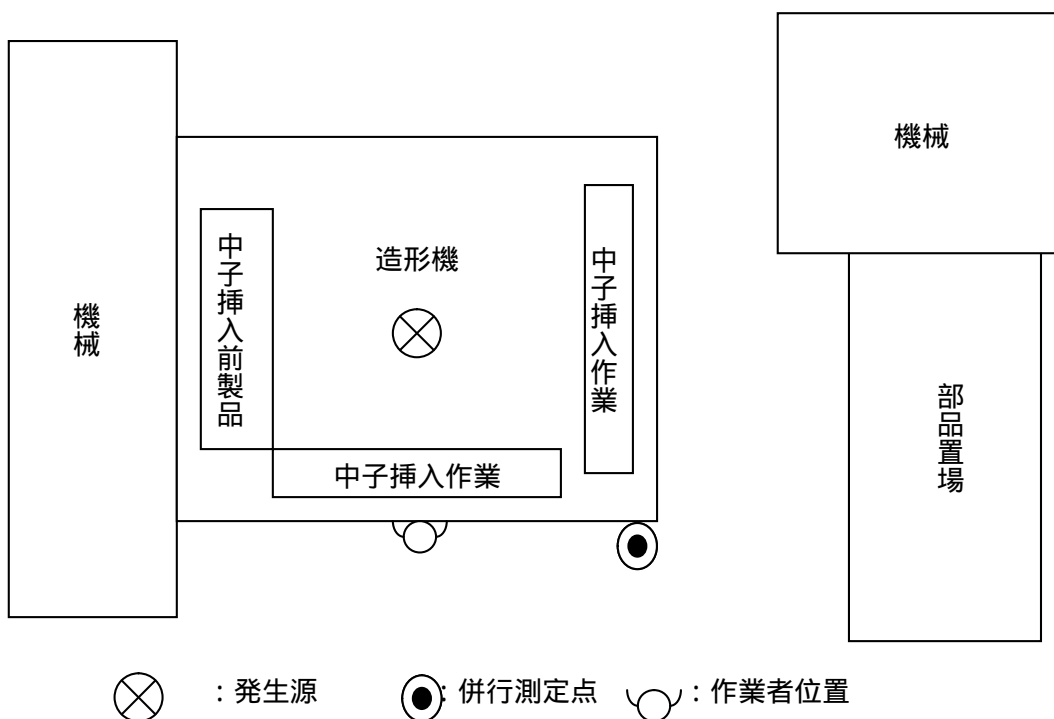 機械
機械
中子挿入前製品
造形機
中子挿入作業
中子挿入作業
部品置場
：発生源
：併行測定点
：作業者位置